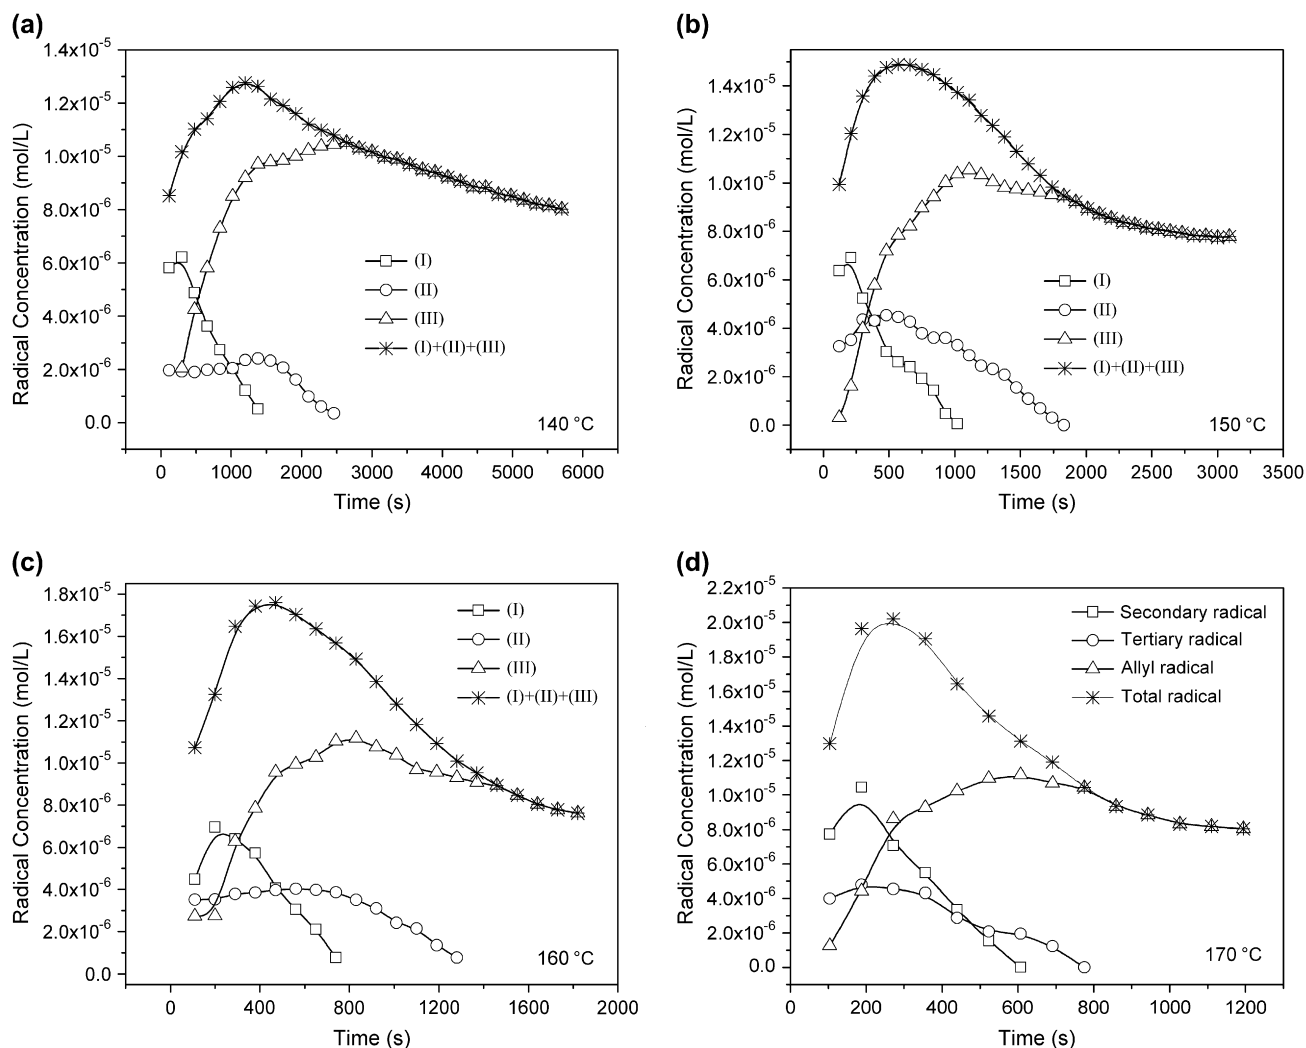 (a)
1.4x10⁻⁵
1.2x10⁻⁵
1.0x10⁻⁵
8.0x10⁻⁶
6.0x10⁻⁶
4.0x10⁻⁶
2.0x10⁻⁶
0.0
Radical Concentration (mol/L)
(I)
(II)
(III)
(I)+(II)+(III)
140 °C
0 1000 2000 3000 4000 5000 6000
Time (s)
(b)
1.4x10⁻⁵
1.2x10⁻⁵
1.0x10⁻⁵
8.0x10⁻⁶
6.0x10⁻⁶
4.0x10⁻⁶
2.0x10⁻⁶
0.0
Radical Concentration (mol/L)
(I)
(II)
(III)
(I)+(II)+(III)
150 °C
0 500 1000 1500 2000 2500 3000 3500
Time (s)
(c)
1.8x10⁻⁵
1.6x10⁻⁵
1.4x10⁻⁵
1.2x10⁻⁵
1.0x10⁻⁵
8.0x10⁻⁶
6.0x10⁻⁶
4.0x10⁻⁶
2.0x10⁻⁶
0.0
Radical Concentration (mol/L)
(I)
(II)
(III)
(I)+(II)+(III)
160 °C
0 400 800 1200 1600 2000
Time (s)
(d)
2.2x10⁻⁵
2.0x10⁻⁵
1.8x10⁻⁵
1.6x10⁻⁵
1.4x10⁻⁵
1.2x10⁻⁵
1.0x10⁻⁵
8.0x10⁻⁶
6.0x10⁻⁶
4.0x10⁻⁶
2.0x10⁻⁶
0.0
Radical Concentration (mol/L)
Secondary radical
Tertiary radical
Allyl radical
Total radical
170 °C
0 200 400 600 800 1000 1200
Time (s)